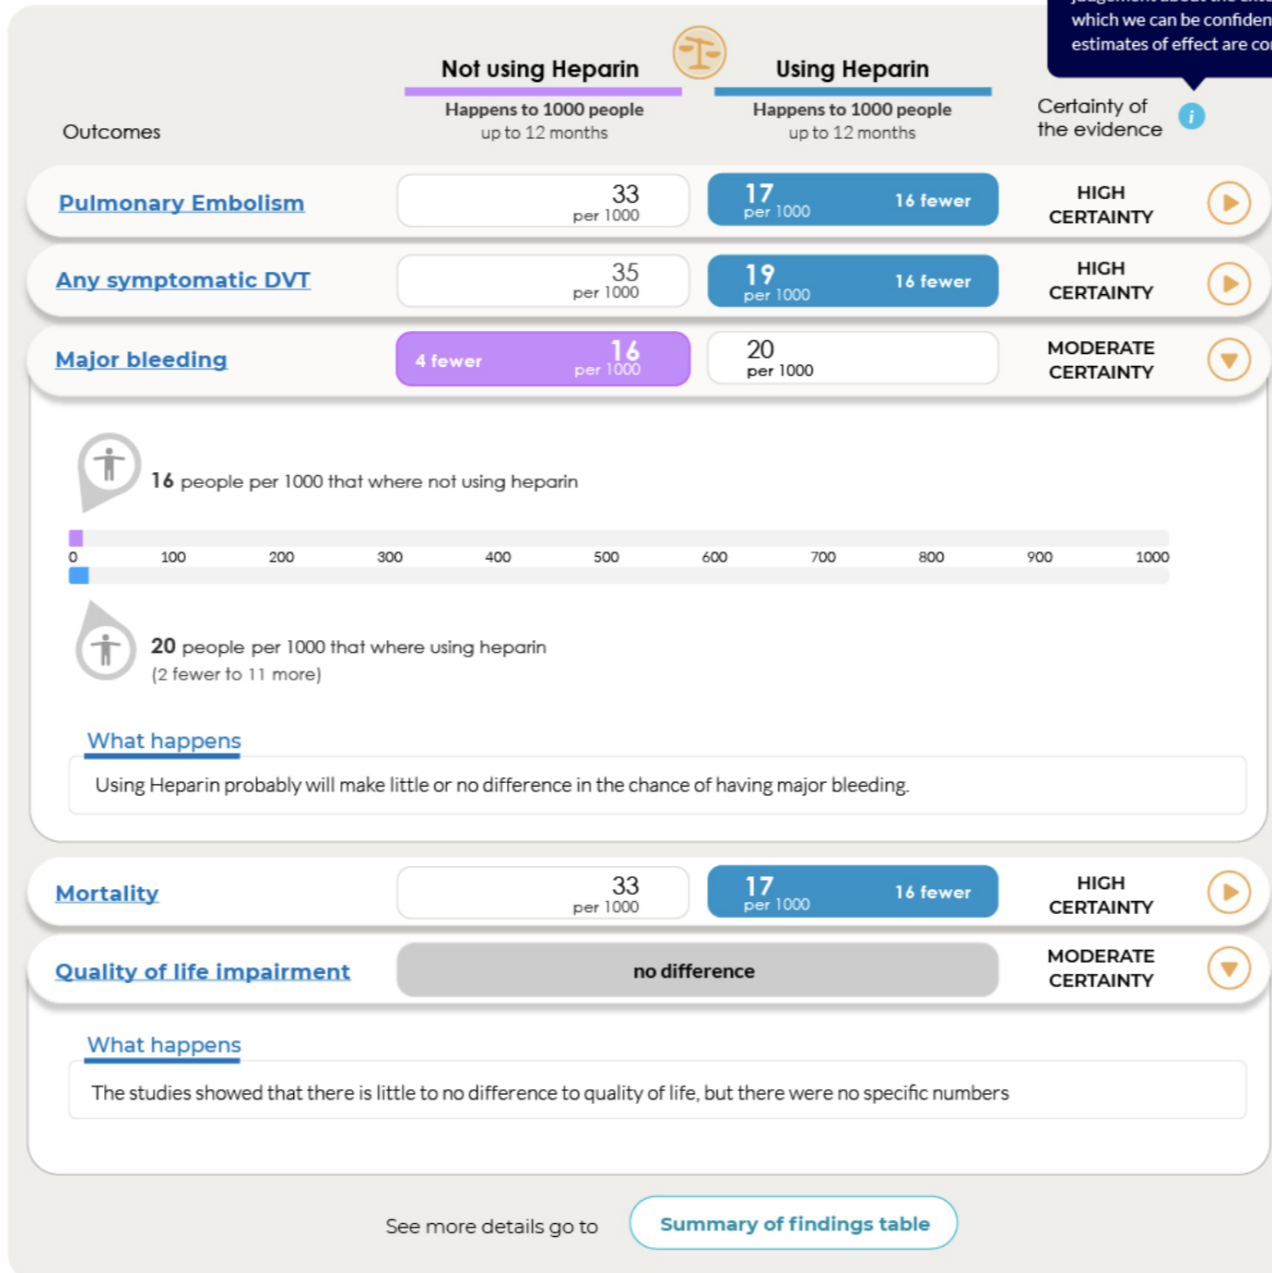 which we can be
estimates of effect are
Not using Heparin
Using Heparin
Happens to 1000 people
up to 12 months
Happens to 1000 people
up to 12 months
Outcomes
Certainty of
the evidence
i
Pulmonary Embolism
33
per 1000
17
per 1000
16 fewer
HIGH
CERTAINTY
Any symptomatic DVT
35
per 1000
19
per 1000
16 fewer
HIGH
CERTAINTY
Major bleeding
4 fewer
16
per 1000
20
per 1000
MODERATE
CERTAINTY
16 people per 1000 that where not using heparin
0 100 200 300 400 500 600 700 800 900 1000
20 people per 1000 that where using heparin
(2 fewer to 11 more)
What happens
Using Heparin probably will make little or no difference in the chance of having major bleeding.
Mortality
33
per 1000
17
per 1000
16 fewer
HIGH
CERTAINTY
Quality of life impairment
no difference
MODERATE
CERTAINTY
What happens
The studies showed that there is little to no difference to quality of life, but there were no specific numbers
See more details go to
Summary of findings table